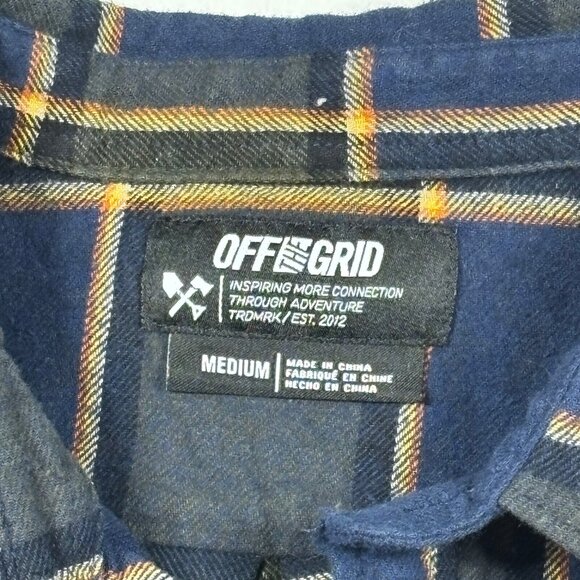 OFF THA GRID
INSPIRING MORE CONNECTION
THROUGH ADVENTURE
TRDMRK/EST. 2012
MEDIUM
MADE IN CHINA
FABRIQUÉ EN CHINE
HECHO EN CHINA